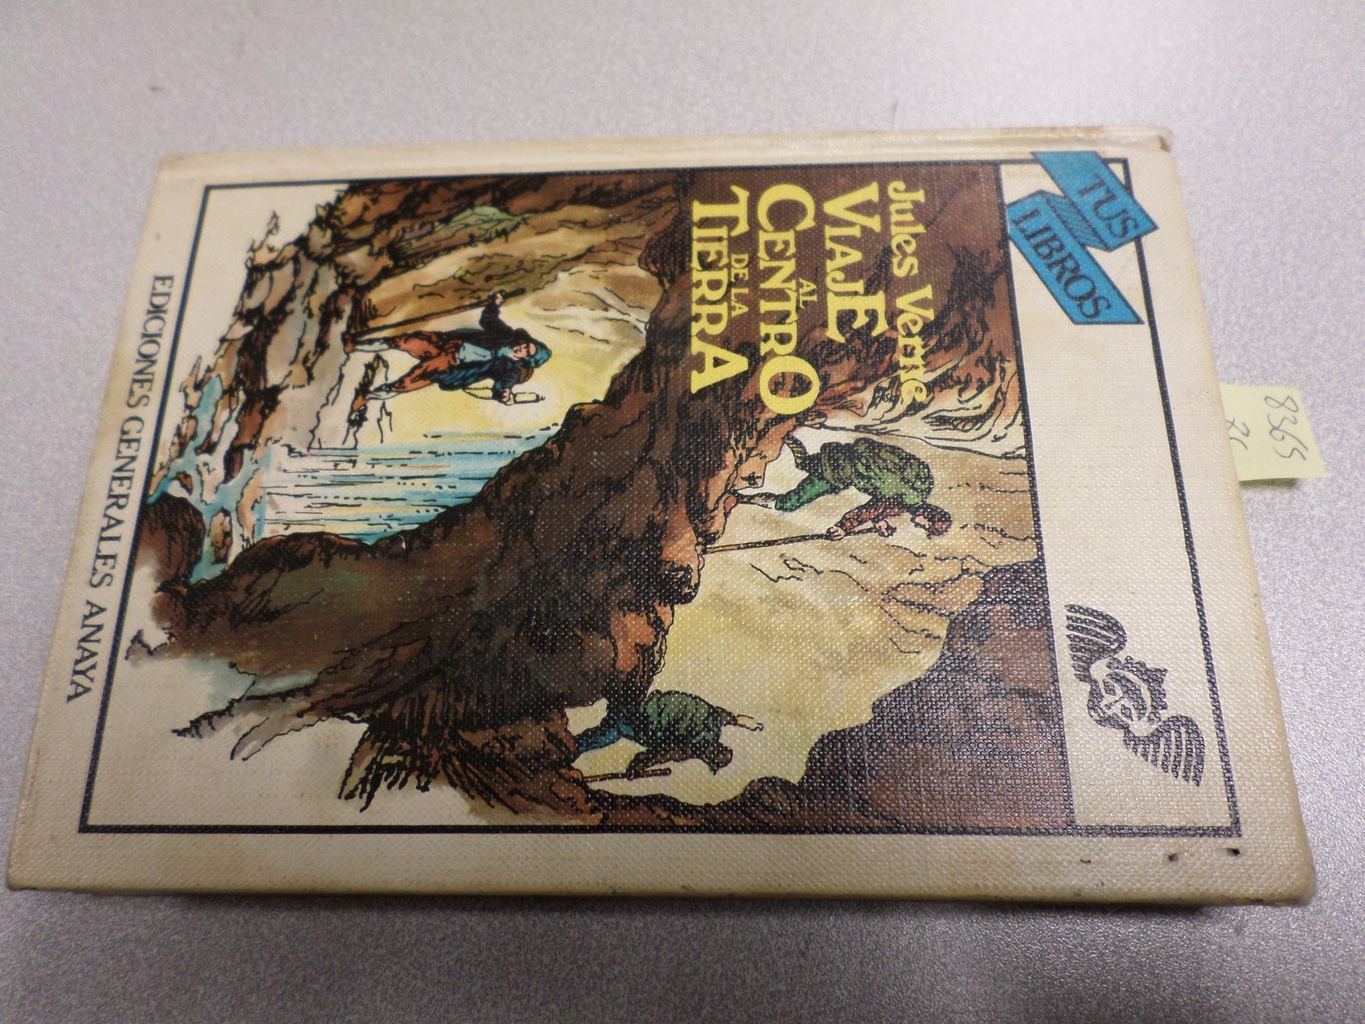 TUS
LIBROS
Jules Verne
VIAJE
AL
CENTRO
DE LA
TIERRA
EDICIONES GENERALES ANAYA
8365